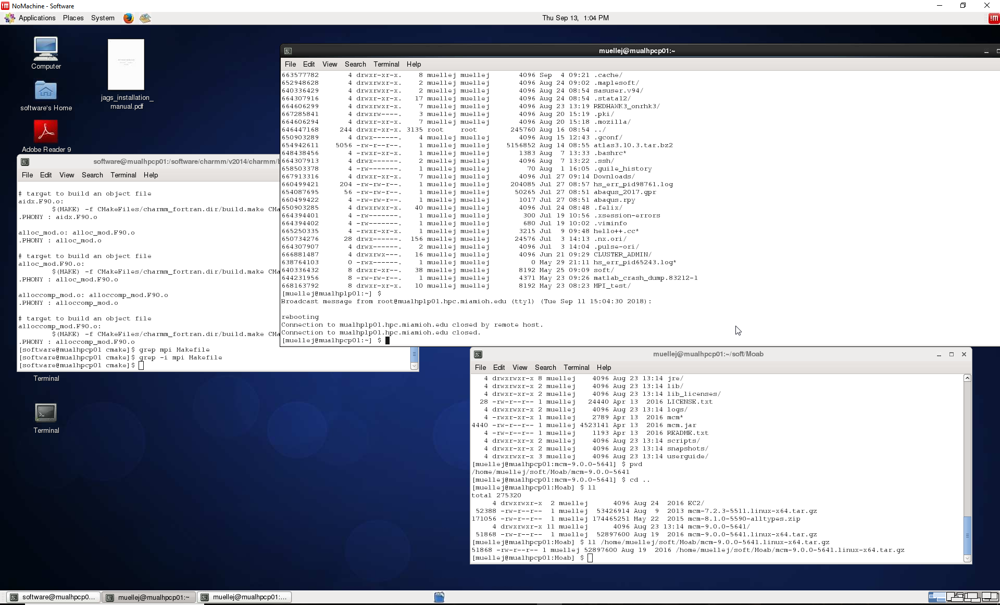 NoMachine - Software
Applications Places System
Thu Sep 13, 1:04 PM
Computer
software's Home
Adobe Reader 9
jags_installation_
manual.pdf
Terminal
Terminal
software@mualhpcp01:/software/charmm/v2014/charmm/b
File Edit View Search Terminal Help
# target to build an object file
aidx.F90.o:
$(MAKE) -f CMakeFiles/charmm_fortran.dir/build.make CMa
.PHONY : aidx.F90.o
alloc_mod.o: alloc_mod.F90.o
.PHONY : alloc_mod.o
# target to build an object file
alloc_mod.F90.o:
$(MAKE) -f CMakeFiles/charmm_fortran.dir/build.make CMa
.PHONY : alloc_mod.F90.o
alloccomp_mod.o: alloccomp_mod.F90.o
.PHONY : alloccomp_mod.o
# target to build an object file
alloccomp_mod.F90.o:
$(MAKE) -f CMakeFiles/charmm_fortran.dir/build.make CMa
.PHONY : alloccomp_mod.F90.o
[software@mualhpcp01 cmake]$ grep mpi Makefile
[software@mualhpcp01 cmake]$ grep -i mpi Makefile
[software@mualhpcp01 cmake]$
muellej@mualhpcp01:~
File Edit View Search Terminal Help
663577782 4 drwxr-xr-x. 8 muellej muellej 4096 Sep 4 09:21 .cache/
652948628 4 drwxr-xr-x. 2 muellej muellej 4096 Aug 24 09:02 .maplesoft/
640336429 4 drwxrwxr-x. 2 muellej muellej 4096 Aug 24 08:54 sasuser.v94/
664307916 4 drwxr-xr-x. 17 muellej muellej 4096 Aug 24 08:54 .stata12/
664606299 4 drwxrwxr-x. 7 muellej muellej 4096 Aug 23 13:19 REDHAWK3_onrhk3/
667285841 4 drwxrw----. 3 muellej muellej 4096 Aug 20 15:19 .pki/
664606294 4 drwxr-xr-x. 7 muellej muellej 4096 Aug 20 15:18 .mozilla/
646447168 244 drwxr-xr-x. 3135 root root 245760 Aug 16 08:54 ../
650903289 4 drwx------. 4 muellej muellej 4096 Aug 15 12:43 .gconf/
654942611 5056 -rw-r--r--. 1 muellej muellej 5156852 Aug 14 08:55 atlas3.10.3.tar.bz2
648438456 4 -rwxr-xr-x. 1 muellej muellej 1383 Aug 7 13:33 .bashrc*
664307913 4 drwx------. 2 muellej muellej 4096 Aug 7 13:22 .ssh/
658503378 4 -rw-------. 1 muellej muellej 70 Aug 1 16:05 .guile_history
667913316 4 drwxr-xr-x. 7 muellej muellej 4096 Jul 27 09:14 Downloads/
660499421 204 -rw-rw-r--. 1 muellej muellej 204085 Jul 27 08:57 hs_err_pid98761.log
654087695 56 -rw-rw-r--. 1 muellej muellej 50265 Jul 27 08:51 abaqus_2017.gpr
660499422 4 -rw-rw-r--. 1 muellej muellej 1017 Jul 27 08:51 abaqus.rpy
650903285 4 drwxrwxr-x. 40 muellej muellej 4096 Jul 24 08:48 .felix/
664394401 4 -rw-------. 1 muellej muellej 300 Jul 19 10:56 .xsession-errors
664394402 4 -rw-------. 1 muellej muellej 680 Jul 19 10:02 .viminfo
665250335 4 -rwxr-xr-x. 1 muellej muellej 3215 Jul 9 09:48 hello++.cc*
650734276 28 drwx------. 156 muellej muellej 24576 Jul 3 14:13 .nx.ori/
664307907 4 drwx------. 2 muellej muellej 4096 Jul 3 14:04 .pulse-ori/
666881487 4 drwxrwx---. 16 muellej muellej 4096 Jun 21 09:29 CLUSTER_ADMIN/
638764103 0 -rwx------. 1 muellej muellej 0 May 29 21:11 hs_err_pid65243.log*
640336432 8 drwxr-xr--. 38 muellej muellej 8192 May 25 09:09 soft/
644231956 8 -rw-rw-r--. 1 muellej muellej 4371 May 23 09:26 matlab_crash_dump.83212-1
668163792 8 drwxr-xr-x. 10 muellej muellej 8192 May 23 08:23 MPI_test/
[muellej@mualhplp01:~] $
Broadcast message from root@mualhplp01.hpc.miamioh.edu (tty1) (Tue Sep 11 15:04:30 2018):
rebooting
Connection to mualhplp01.hpc.miamioh.edu closed by remote host.
Connection to mualhplp01.hpc.miamioh.edu closed.
[muellej@mualhpcp01:~] $
muellej@mualhpcp01:~/soft/Moab
File Edit View Search Terminal Help
4 drwxrwxr-x 8 muellej 4096 Aug 23 13:14 jre/
4 drwxrwxr-x 2 muellej 4096 Aug 23 13:14 lib/
4 drwxrwxr-x 2 muellej 4096 Aug 23 13:14 lib_licenses/
28 -rw-r--r-- 1 muellej 24440 Apr 13 2016 LICENSE.txt
4 drwxrwxr-x 2 muellej 4096 Aug 23 13:14 logs/
4 -rwxr-xr-x 1 muellej 2789 Apr 13 2016 mcm*
4440 -rw-r--r-- 1 muellej 4523141 Apr 13 2016 mcm.jar
4 -rw-r--r-- 1 muellej 1193 Apr 13 2016 README.txt
4 drwxrwxr-x 2 muellej 4096 Aug 23 13:14 scripts/
4 drwxrwxr-x 2 muellej 4096 Aug 23 13:14 snapshots/
4 drwxrwxr-x 3 muellej 4096 Aug 23 13:14 userguide/
[muellej@mualhpcp01:mcm-9.0.0-5641] $ pwd
/home/muellej/soft/Moab/mcm-9.0.0-5641
[muellej@mualhpcp01:mcm-9.0.0-5641] $ cd ..
[muellej@mualhpcp01:Moab] $ ll
total 275320
4 drwxrwxr-x 2 muellej 4096 Aug 24 2016 EC2/
52388 -rw-r--r-- 1 muellej 53426914 Aug 9 2013 mcm-7.2.3-5511.linux-x64.tar.gz
171056 -rw-r--r-- 1 muellej 174465251 May 22 2015 mcm-8.1.0-5590-alltypes.zip
4 drwxrwxr-x 11 muellej 4096 Aug 23 13:14 mcm-9.0.0-5641/
51868 -rw-r--r-- 1 muellej 52897600 Aug 19 2016 mcm-9.0.0-5641.linux-x64.tar.gz
[muellej@mualhpcp01:Moab] $ ll /home/muellej/soft/Moab/mcm-9.0.0-5641.linux-x64.tar.gz
51868 -rw-r--r-- 1 muellej 52897600 Aug 19 2016 /home/muellej/soft/Moab/mcm-9.0.0-5641.linux-x64.tar.gz
[muellej@mualhpcp01:Moab] $
software@mualhpcp0...
muellej@mualhpcp01:~
muellej@mualhpcp01:...